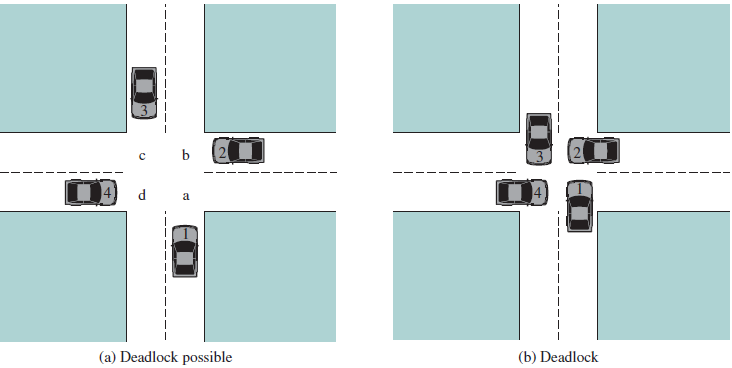 3
c b 2
4 d a
1
(a) Deadlock possible
3 2
4 1
(b) Deadlock